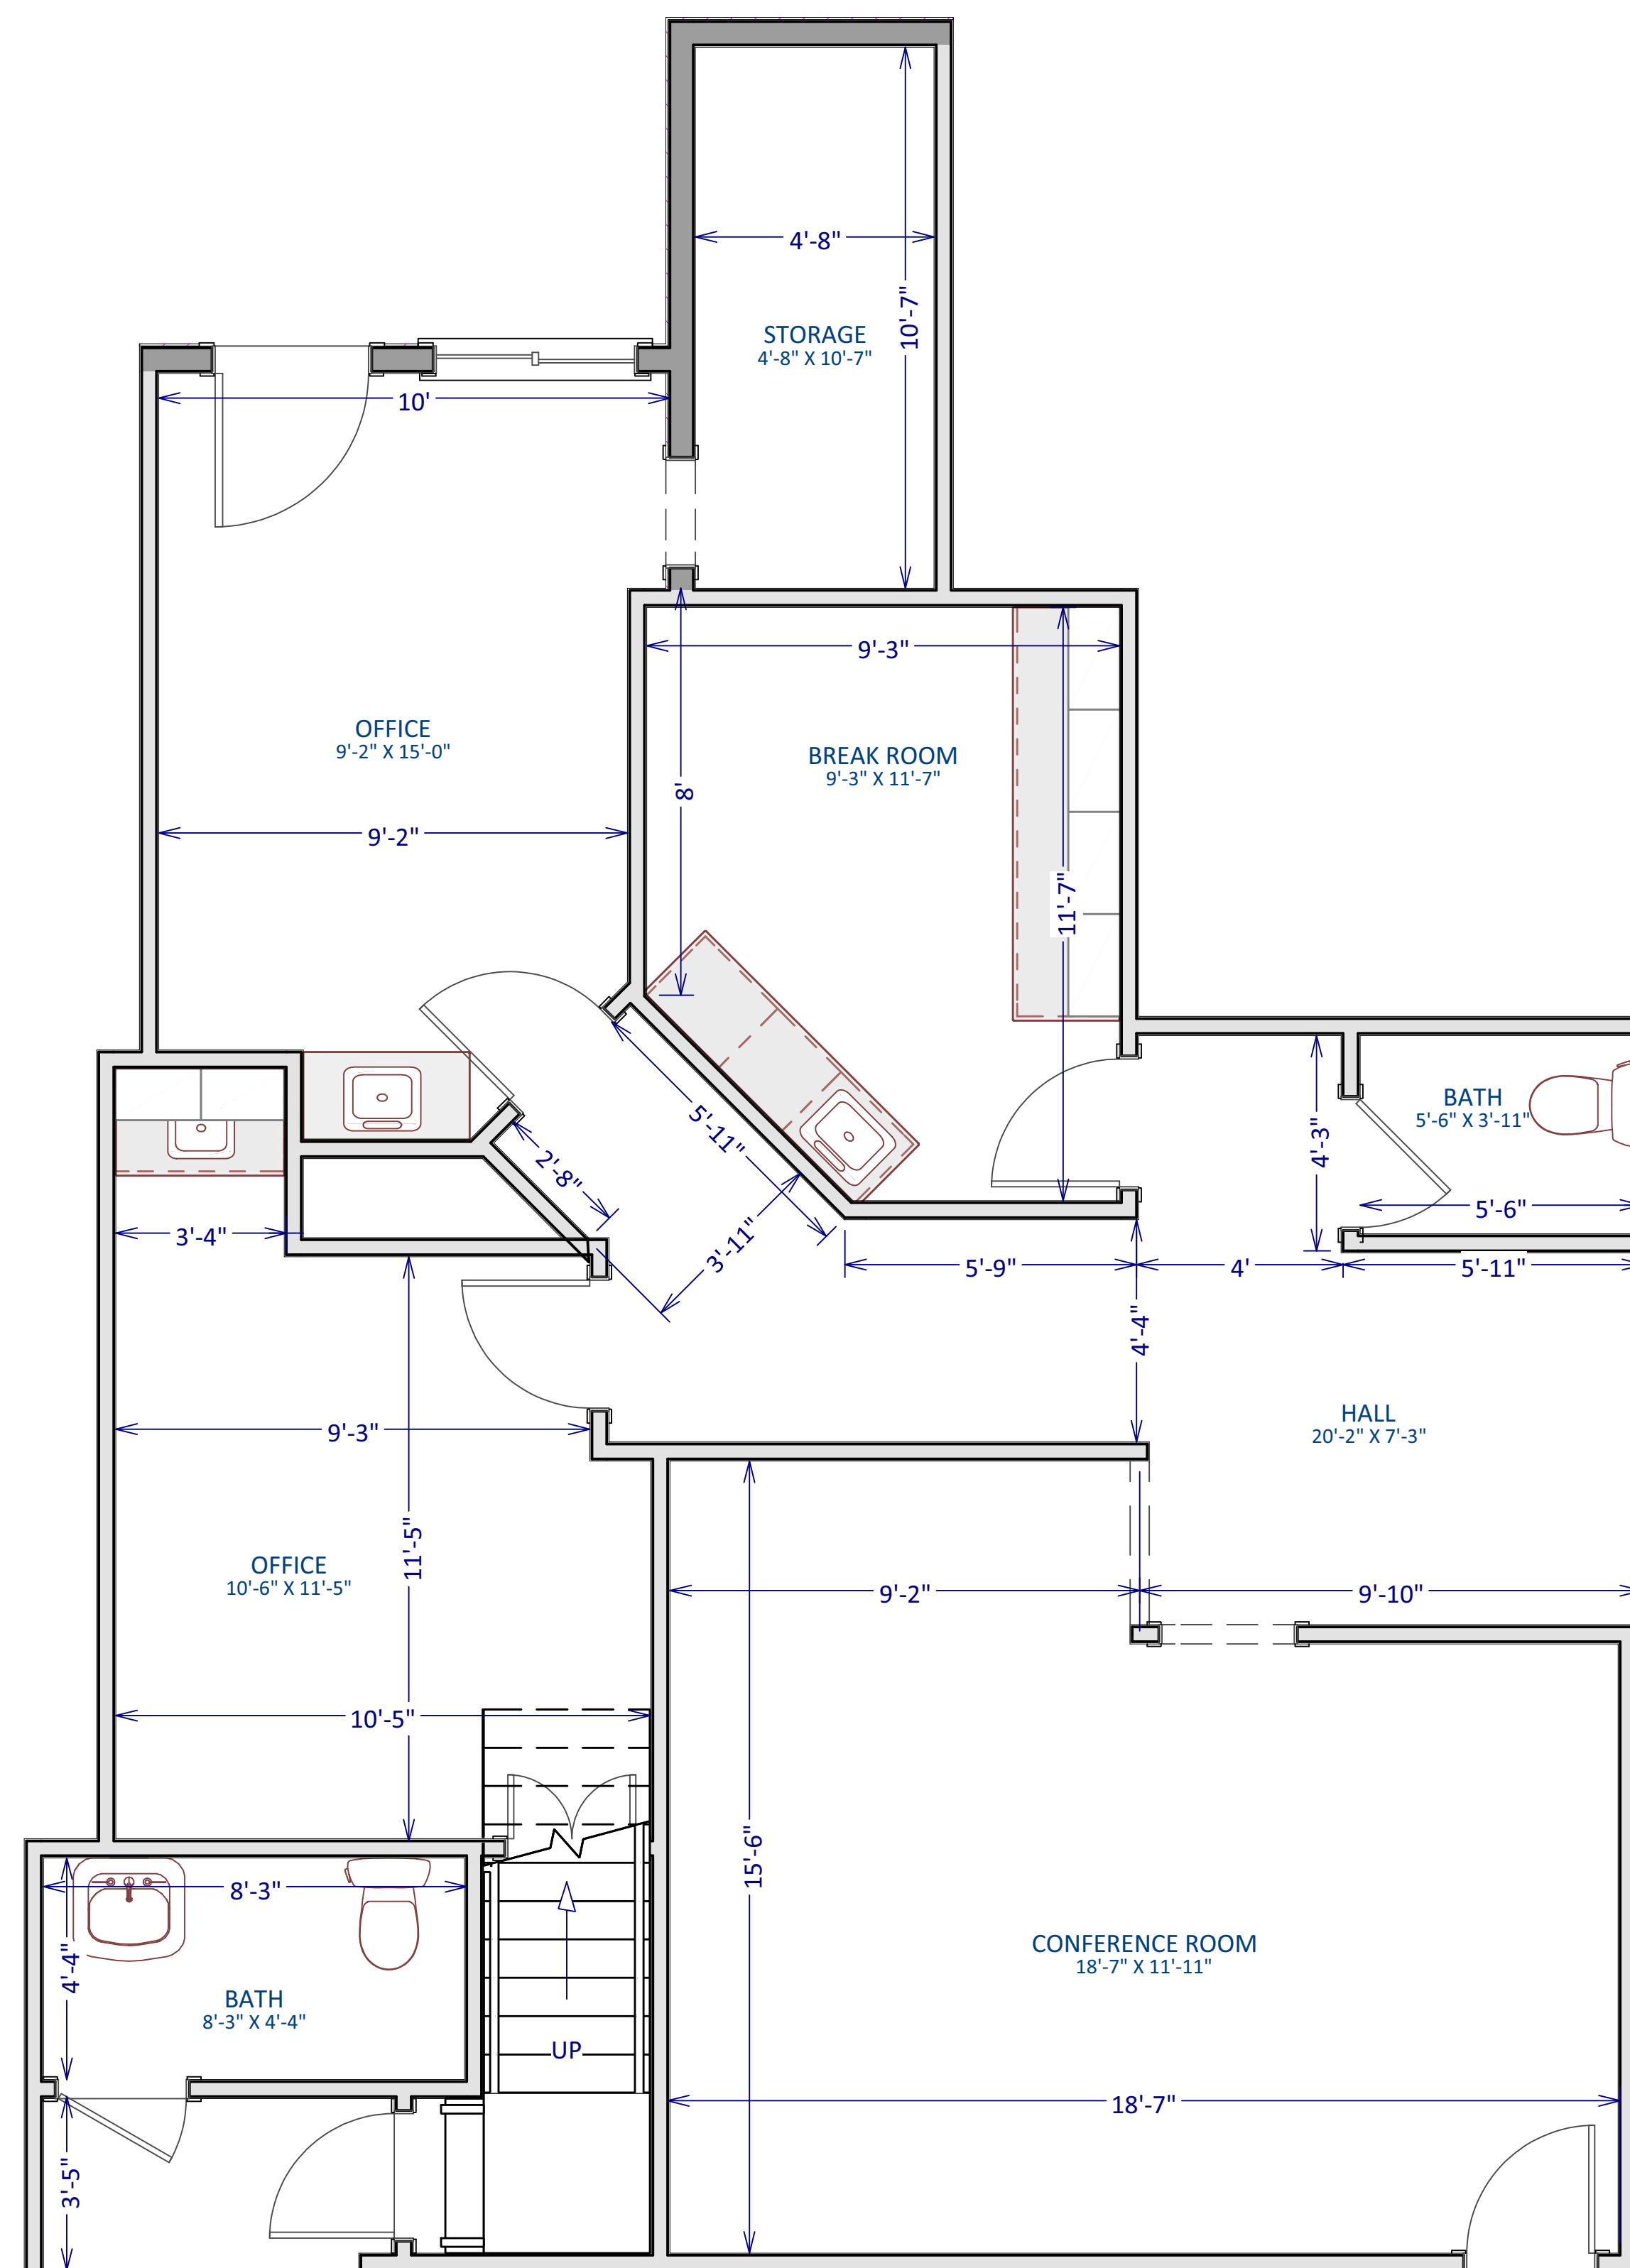 4'-8"
10'-7"
STORAGE
4'-8" X 10'-7"
10'
9'-3"
OFFICE
9'-2" X 15'-0"
BREAK ROOM
9'-3" X 11'-7"
8'
9'-2"
11'-7"
5'-11"
2'-8"
3'-11"
BATH
5'-6" X 3'-11"
4'-3"
5'-6"
3'-4"
5'-9"
4'
5'-11"
4'-4"
HALL
20'-2" X 7'-3"
9'-3"
11'-5"
OFFICE
10'-6" X 11'-5"
9'-2"
9'-10"
10'-5"
15'-6"
8'-3"
4'-4"
BATH
8'-3" X 4'-4"
CONFERENCE ROOM
18'-7" X 11'-11"
UP
18'-7"
3'-5"